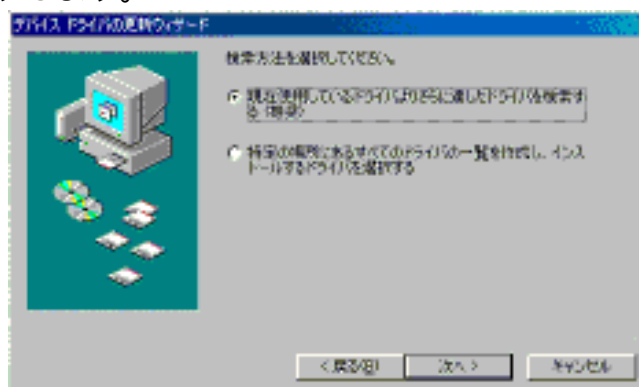 デバイス ドライバの更新ウィザード
検索方法を選択してください。
現在使用しているドライバよりさらに適したドライバを検索す
る (推奨)
特定の場所にあるすべてのドライバの一覧を作成し、インス
トールするドライバを選択する
< 戻る(B)
次へ >
キャンセル